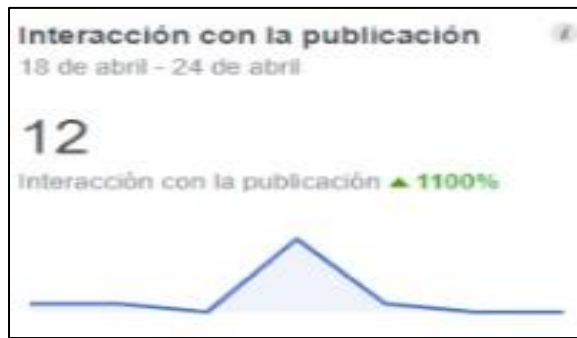 Interacción con la publicación
18 de abril - 24 de abril
12
Interacción con la publicación ▲ 1100%